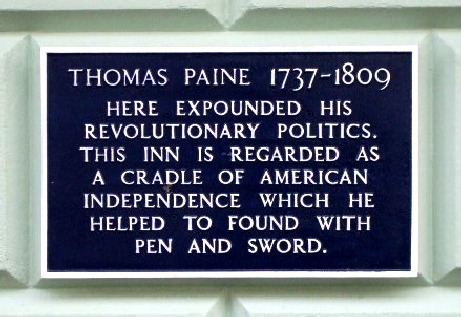 THOMAS PAINE 1737-1809
HERE EXPOUNDED HIS
REVOLUTIONARY POLITICS.
THIS INN IS REGARDED AS
A CRADLE OF AMERICAN
INDEPENDENCE WHICH HE
HELPED TO FOUND WITH
PEN AND SWORD.